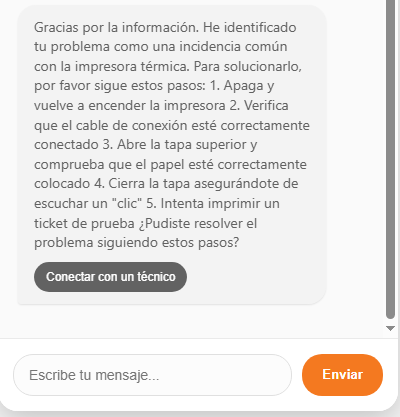 Gracias por la información. He identificado
tu problema como una incidencia común
con la impresora térmica. Para solucionarlo,
por favor sigue estos pasos: 1. Apaga y
vuelve a encender la impresora 2. Verifica
que el cable de conexión esté correctamente
conectado 3. Abre la tapa superior y
comprueba que el papel esté correctamente
colocado 4. Cierra la tapa asegurándote de
escuchar un "clic" 5. Intenta imprimir un
ticket de prueba ¿Pudiste resolver el
problema siguiendo estos pasos?
Conectar con un técnico
Escribe tu mensaje...
Enviar